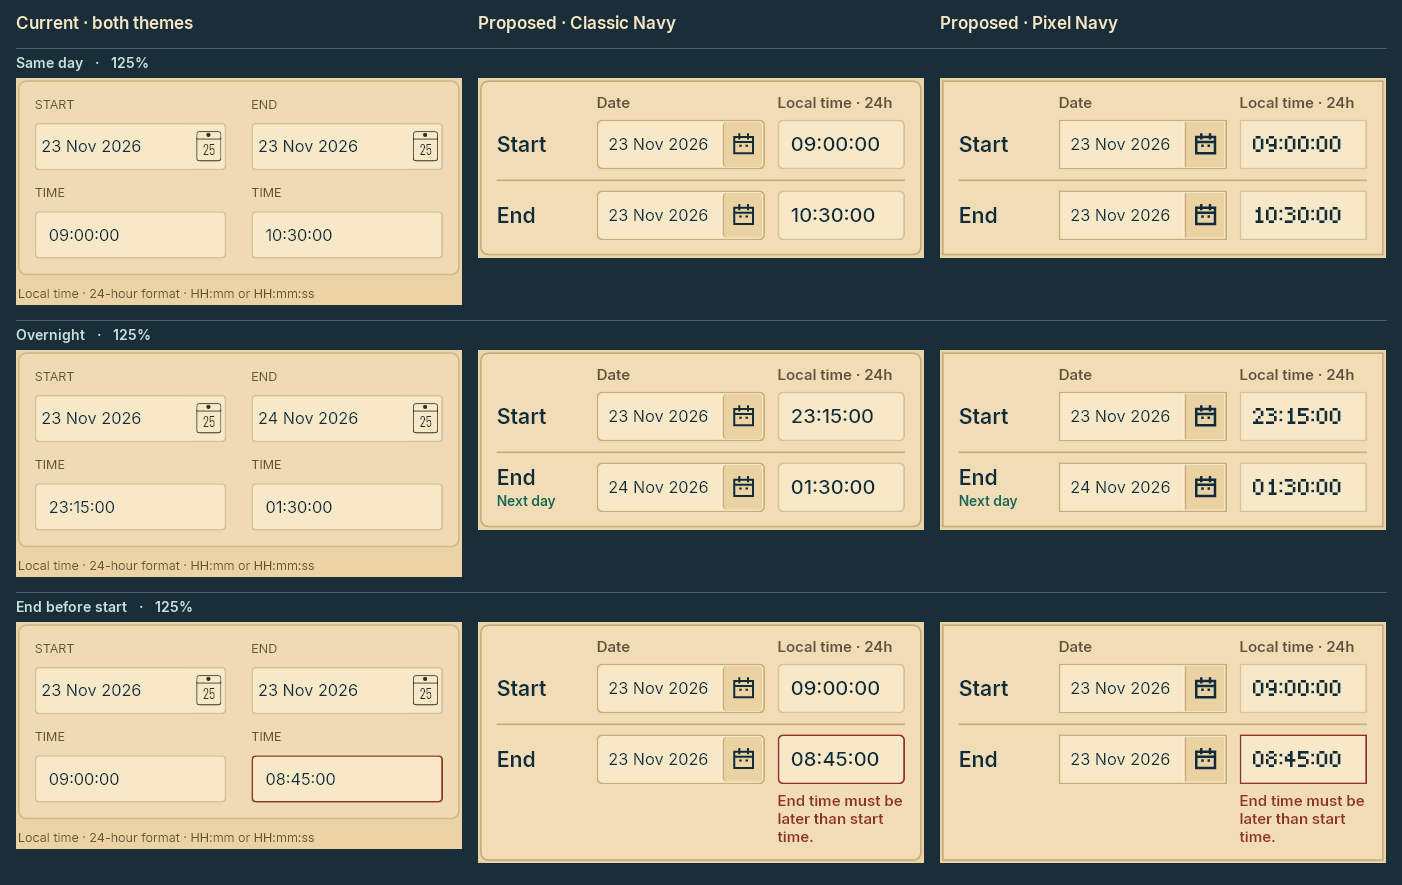 Current · both themes
Proposed · Classic Navy
Proposed · Pixel Navy
Same day · 125%
START
END
23 Nov 2026
25
23 Nov 2026
25
TIME
TIME
09:00:00
10:30:00
Local time · 24-hour format · HH:mm or HH:mm:ss
Date
Local time · 24h
Start
23 Nov 2026
09:00:00
End
23 Nov 2026
10:30:00
Date
Local time · 24h
Start
23 Nov 2026
09:00:00
End
23 Nov 2026
10:30:00
Overnight · 125%
START
END
23 Nov 2026
25
24 Nov 2026
25
TIME
TIME
23:15:00
01:30:00
Local time · 24-hour format · HH:mm or HH:mm:ss
Date
Local time · 24h
Start
23 Nov 2026
23:15:00
End
Next day
24 Nov 2026
01:30:00
Date
Local time · 24h
Start
23 Nov 2026
23:15:00
End
Next day
24 Nov 2026
01:30:00
End before start · 125%
START
END
23 Nov 2026
25
23 Nov 2026
25
TIME
TIME
09:00:00
08:45:00
Local time · 24-hour format · HH:mm or HH:mm:ss
Date
Local time · 24h
Start
23 Nov 2026
09:00:00
End
23 Nov 2026
08:45:00
End time must be
later than start
time.
Date
Local time · 24h
Start
23 Nov 2026
09:00:00
End
23 Nov 2026
08:45:00
End time must be
later than start
time.